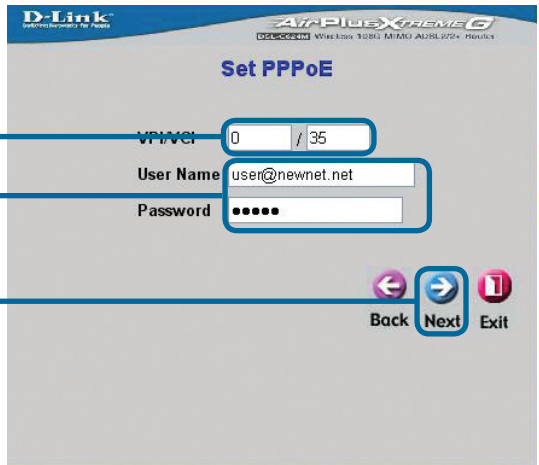 D-Link
Building Networks for People
AirPlus XTREME G
DSL-G624M Wireless 108G MIMO ADSL2/2+ Router
Set PPPoE
VPI/VCI 0 / 35
User Name user@newnet.net
Password •••••
Back Next Exit